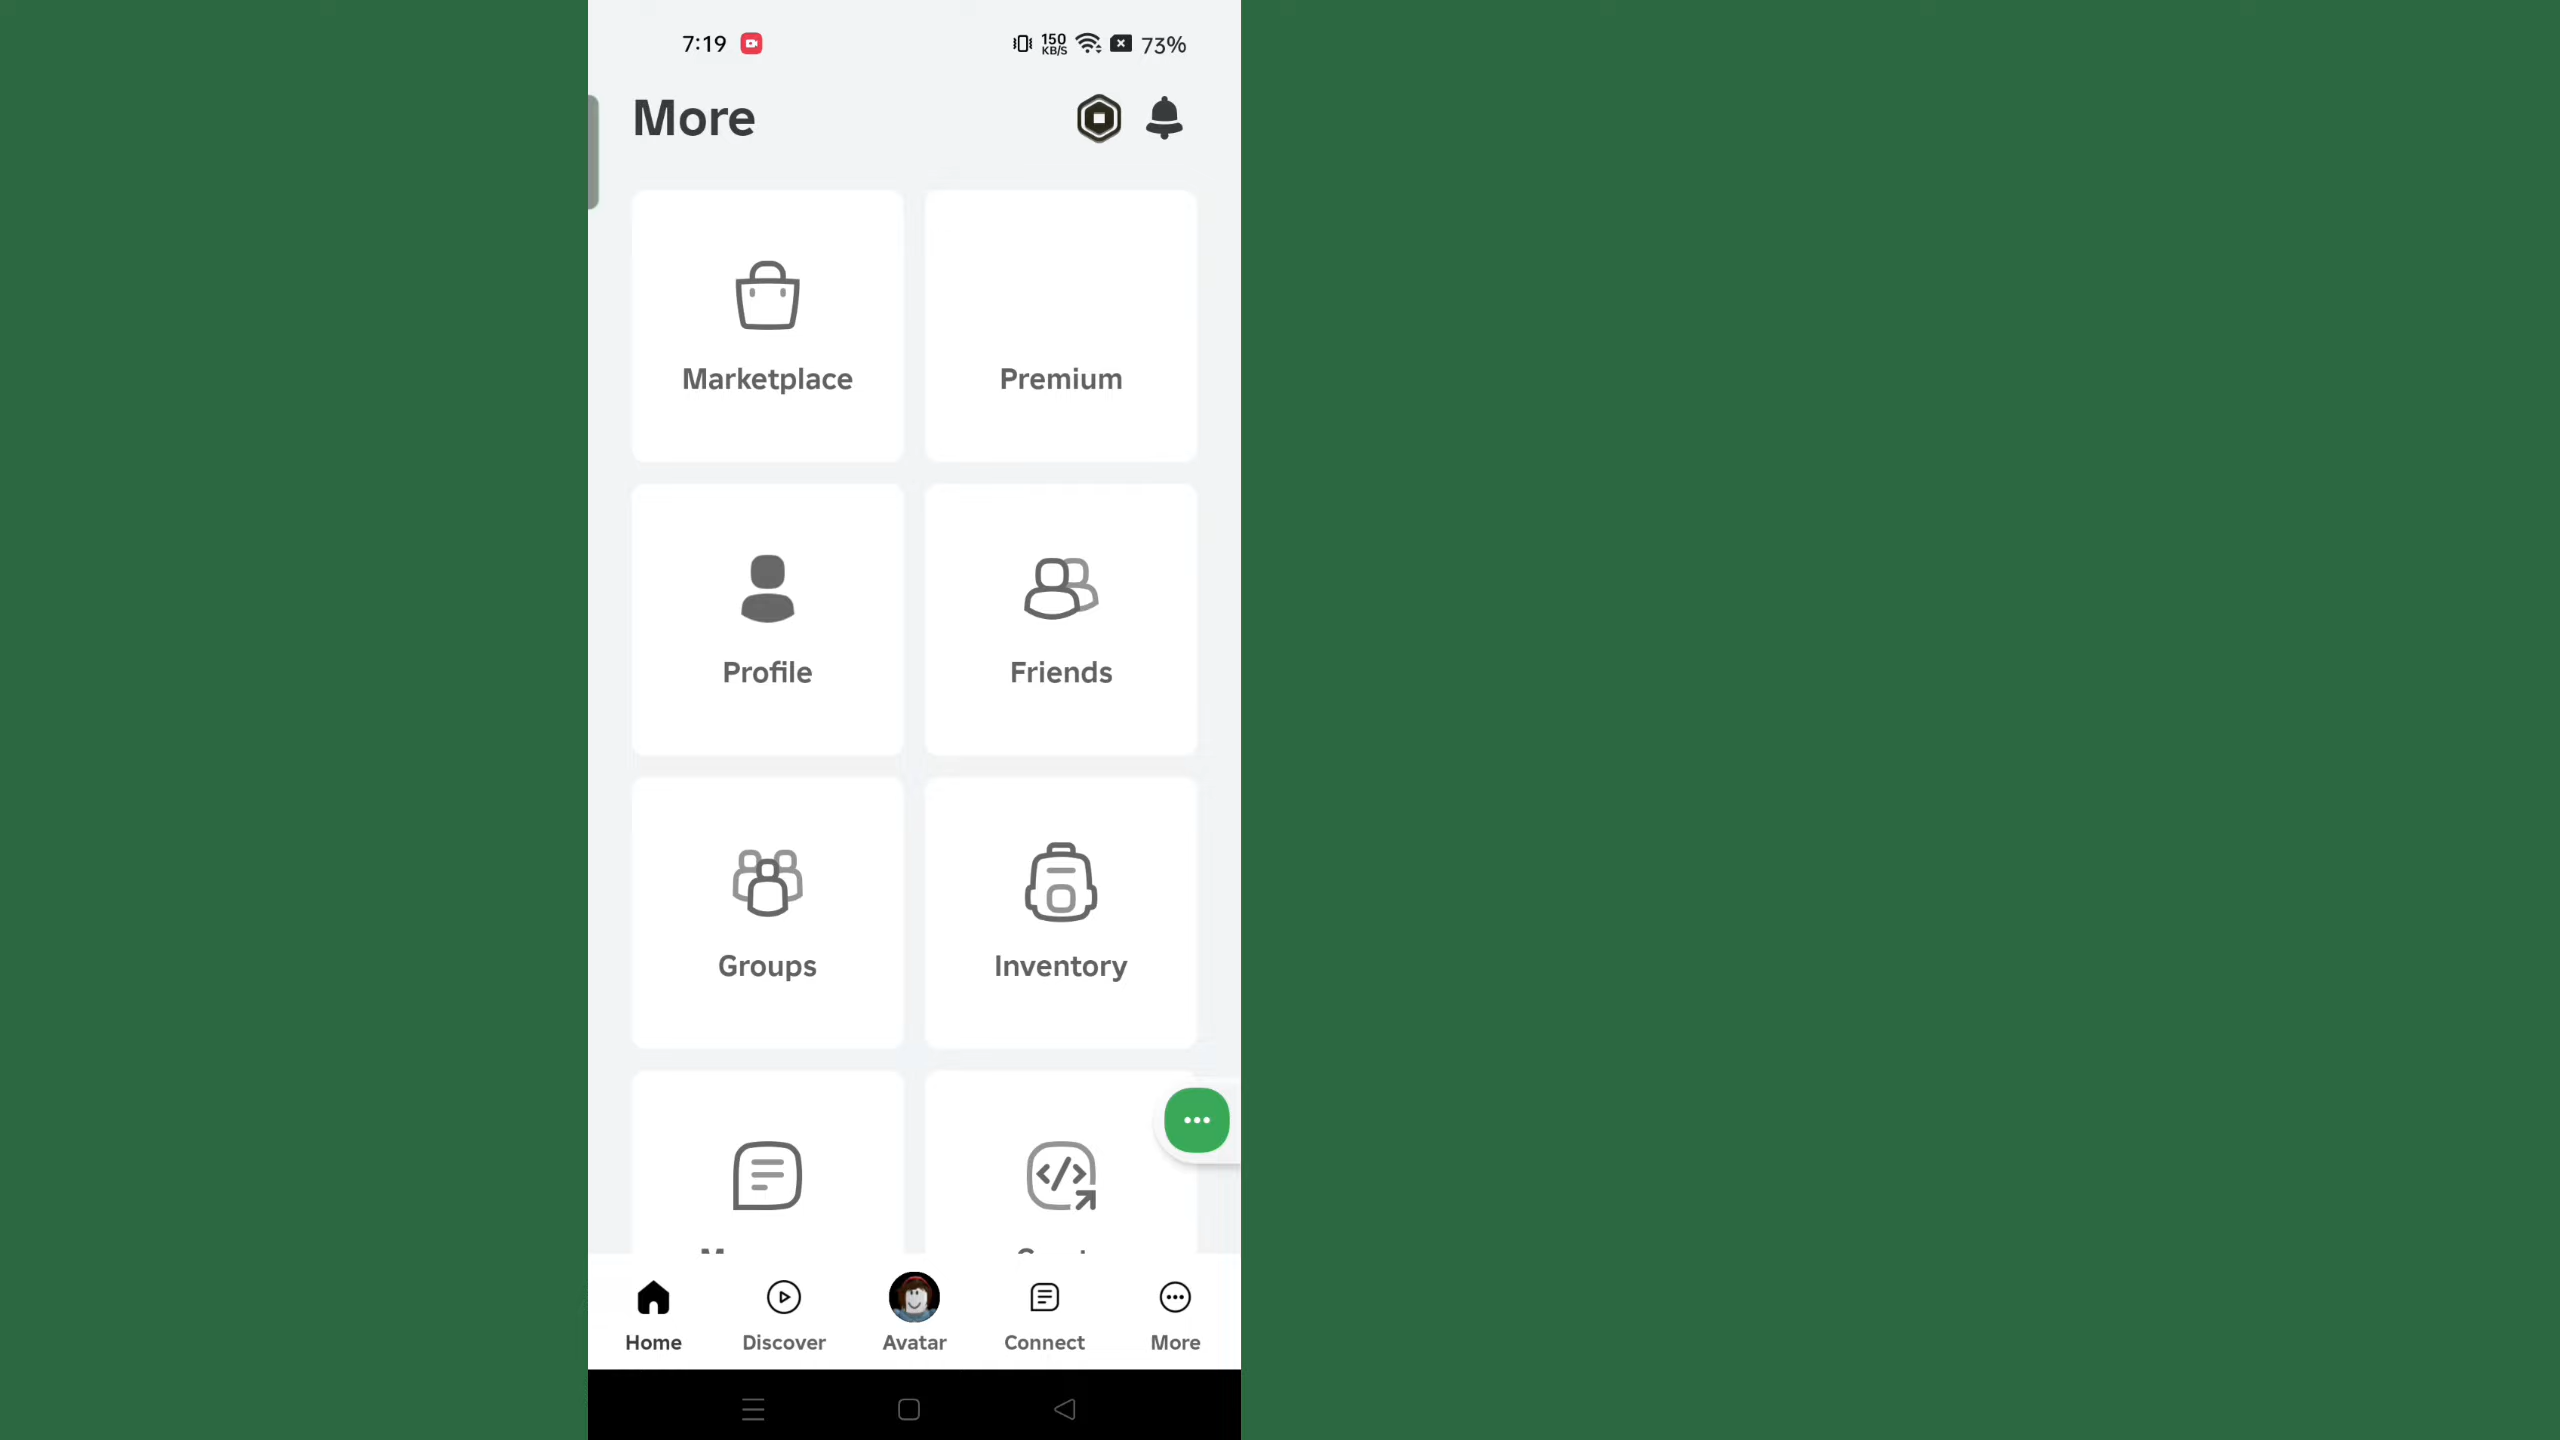 7:19
150
KB/S
73%
More
Marketplace
Premium
Profile
Friends
Groups
Inventory
Home
Discover
Avatar
Connect
More